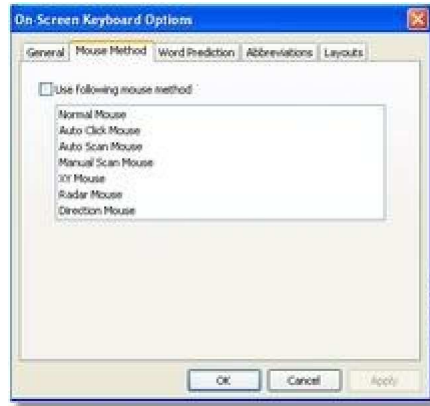 On-Screen Keyboard Options
General Mouse Method Word Prediction Abbreviations Layouts
Use following mouse method
Normal Mouse
Auto Click Mouse
Auto Scan Mouse
Manual Scan Mouse
XY Mouse
Radar Mouse
Direction Mouse
OK Cancel Apply